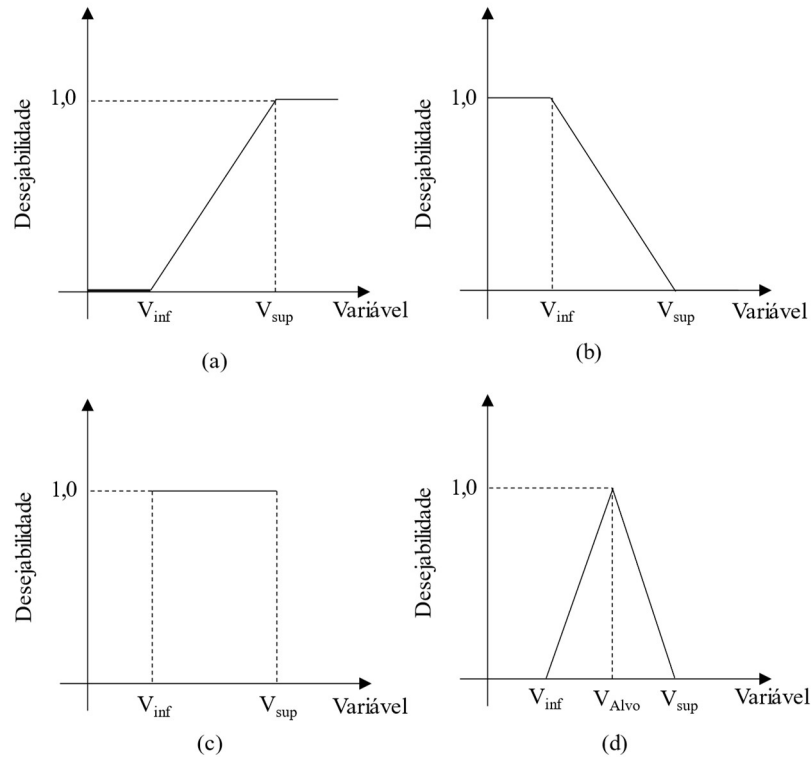 1,0
Desejabilidade
V_inf V_sup Variável
(a)
1,0
Desejabilidade
V_inf V_sup Variável
(b)
1,0
Desejabilidade
V_inf V_sup Variável
(c)
1,0
Desejabilidade
V_inf V_Alvo V_sup Variável
(d)